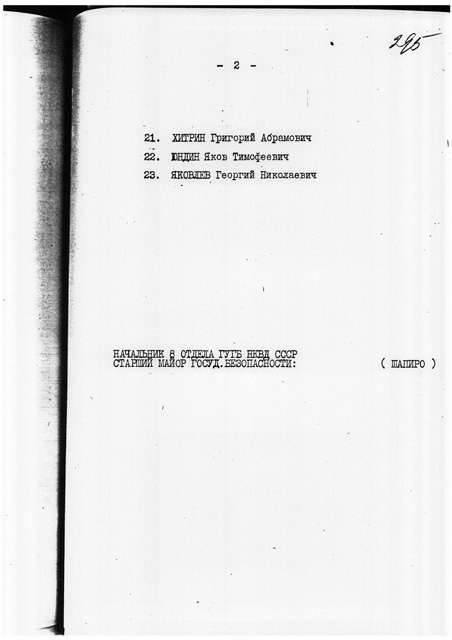 295
- 2 -
21. ХИТРИН Григорий Абрамович
22. ЮНДИН Яков Тимофеевич
23. ЯКОВЛЕВ Георгий Николаевич
НАЧАЛЬНИК 8 ОТДЕЛА ГУГБ НКВД СССР
СТАРШИЙ МАЙОР ГОСУД.БЕЗОПАСНОСТИ: ( ШАПИРО )